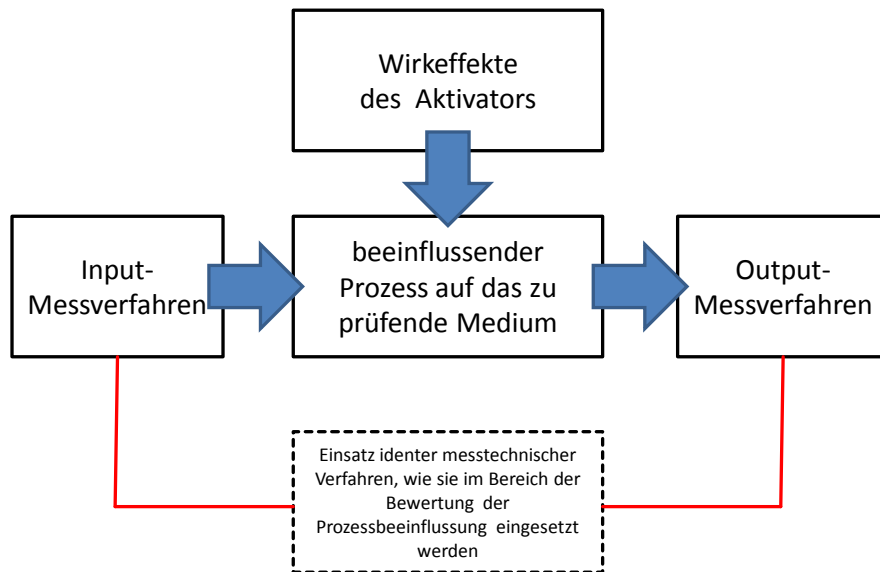 Wirkeffekte
des Aktivators
Input-
Messverfahren
beeinflussender
Prozess auf das zu
prüfende Medium
Output-
Messverfahren
Einsatz identer messtechnischer
Verfahren, wie sie im Bereich der
Bewertung der
Prozessbeeinflussung eingesetzt
werden